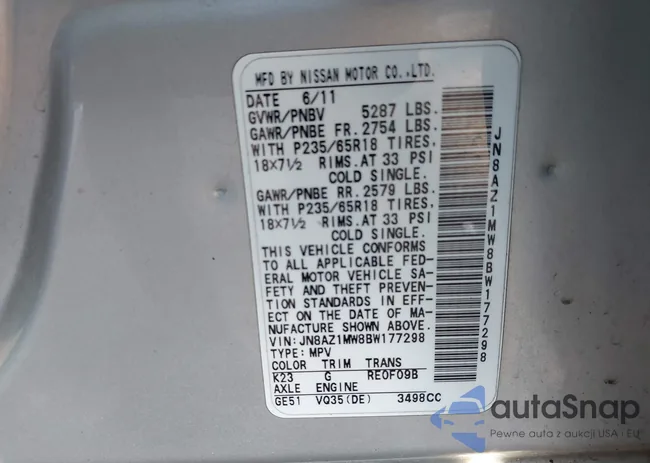 MFD BY NISSAN MOTOR CO.,LTD.
DATE 6/11
GVWR/PNBV 5287 LBS.
GAWR/PNBE FR. 2754 LBS.
WITH P235/65R18 TIRES,
18x7½ RIMS.AT 33 PSI
COLD SINGLE.
GAWR/PNBE RR. 2579 LBS.
WITH P235/65R18 TIRES,
18x7½ RIMS.AT 33 PSI
COLD SINGLE.
THIS VEHICLE CONFORMS
TO ALL APPLICABLE FED-
ERAL MOTOR VEHICLE SA-
FETY AND THEFT PREVEN-
TION STANDARDS IN EFF-
ECT ON THE DATE OF MA-
NUFACTURE SHOWN ABOVE.
VIN: JN8AZ1MW8BW177298
TYPE: MPV
COLOR TRIM TRANS
K23 G RE0F09B
AXLE ENGINE
GE51 VQ35(DE) 3498CC
JN8AZ1MW8BW177298
autaSnap
Pewne auta z aukcji USA • EU